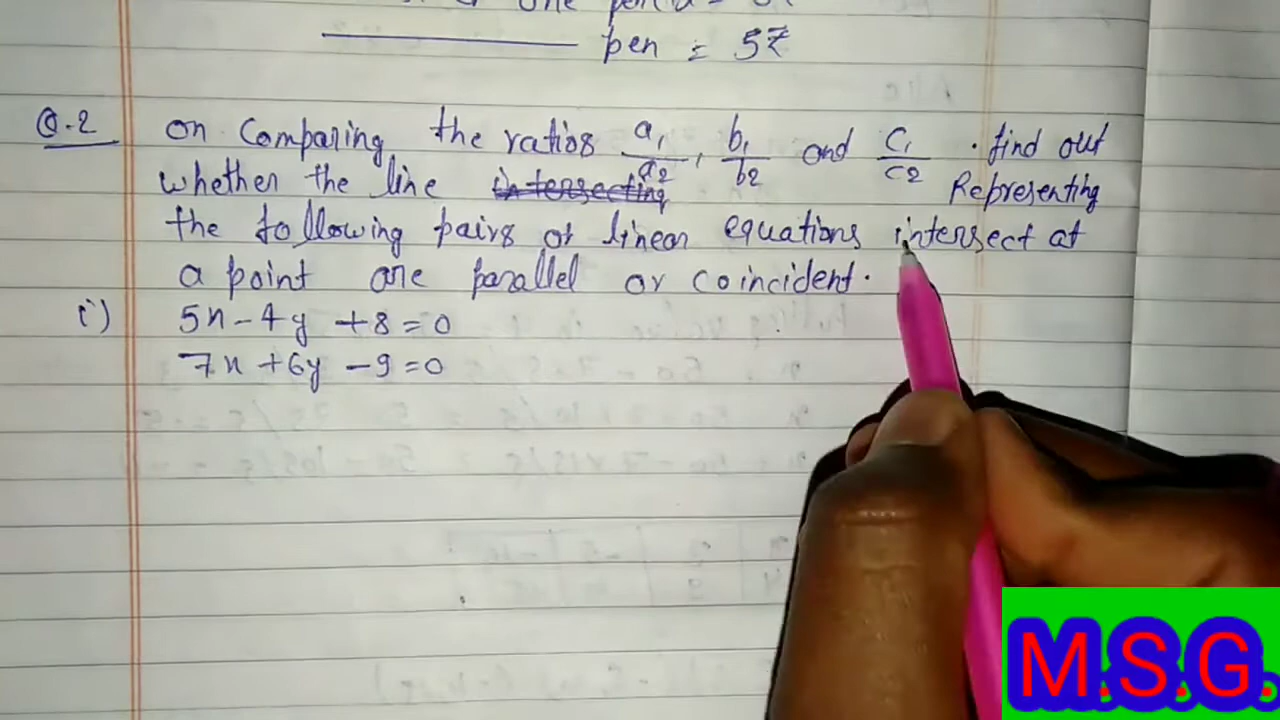 one pen
pen = 5₹
Q.2 on Comparing the ratios a₁/a₂, b₁/b₂ and c₁/c₂ . find out
whether the line intersecting Representing
the following pairs of linear equations intersect at
a point are parallel or coincident.
i) 5x - 4y + 8 = 0
7x + 6y - 9 = 0
M.S.G.